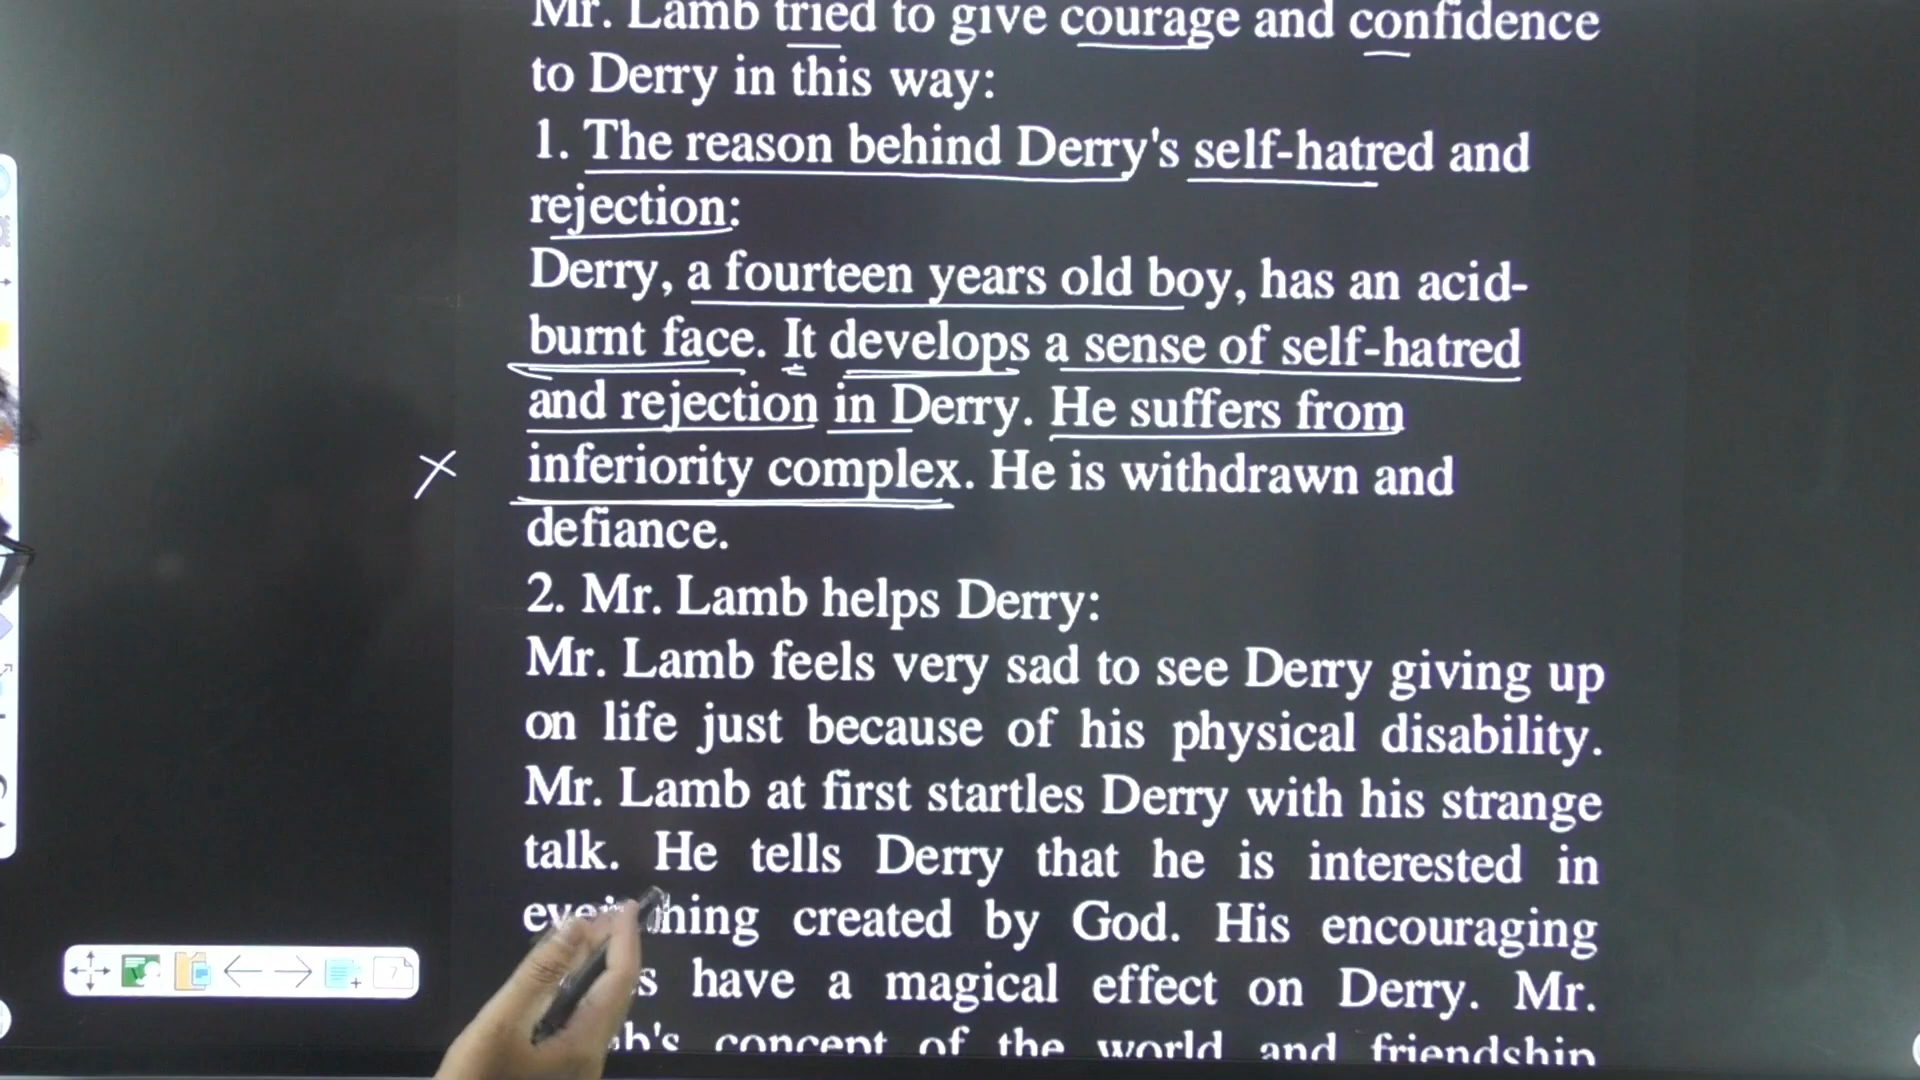 Mr. Lamb tried to give courage and confidence
to Derry in this way:
1. The reason behind Derry's self-hatred and
rejection:
Derry, a fourteen years old boy, has an acid-
burnt face. It develops a sense of self-hatred
and rejection in Derry. He suffers from
inferiority complex. He is withdrawn and
defiance.
2. Mr. Lamb helps Derry:
Mr. Lamb feels very sad to see Derry giving up
on life just because of his physical disability.
Mr. Lamb at first startles Derry with his strange
talk. He tells Derry that he is interested in
everything created by God. His encouraging
have a magical effect on Derry. Mr.
concept of the world and friendship
7